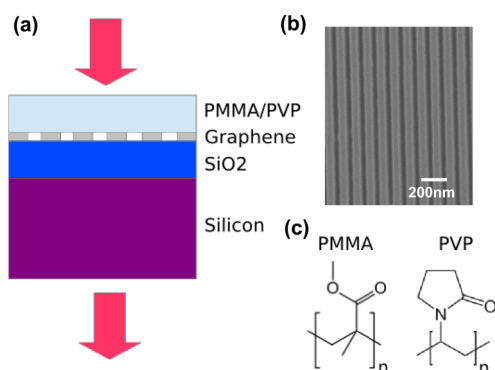 (a)
PMMA/PVP
Graphene
SiO2
Silicon
(b)
200nm
(c)
PMMA
PVP
O
O
n
N
O
n